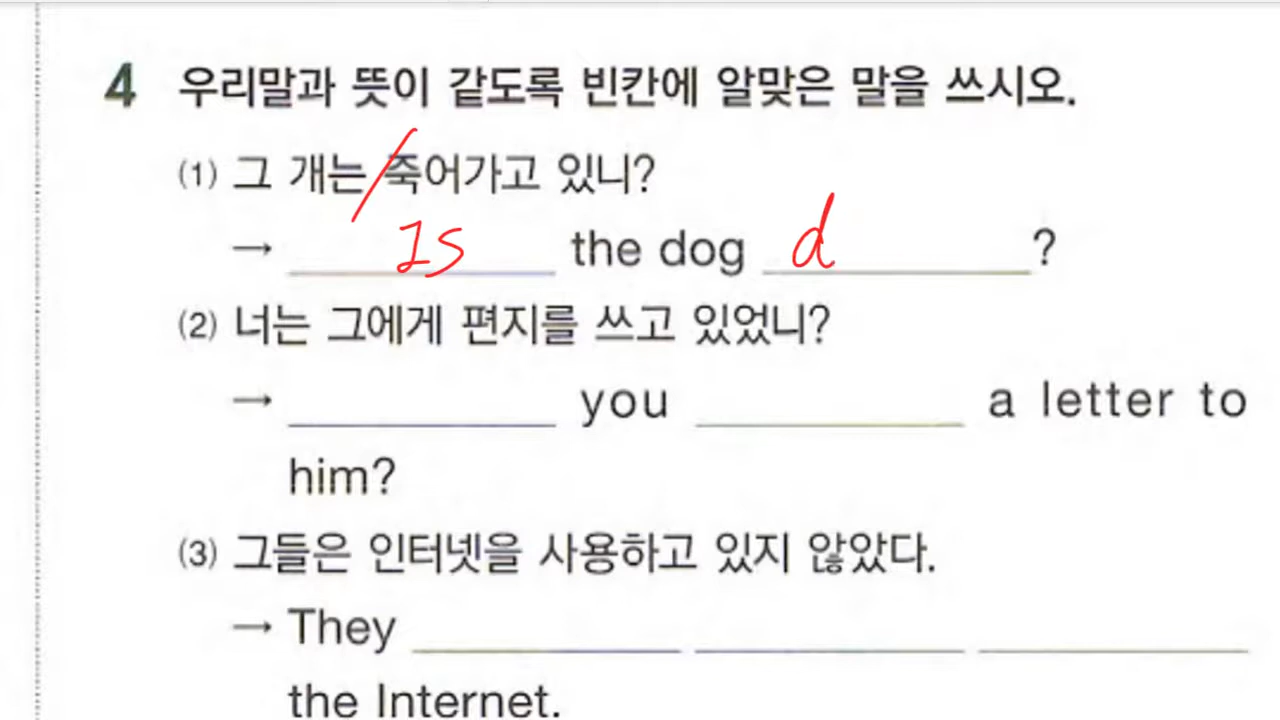 4 우리말과 뜻이 같도록 빈칸에 알맞은 말을 쓰시오.
(1) 그 개는 / 죽어가고 있니?
→ Is the dog d ?
(2) 너는 그에게 편지를 쓰고 있었니?
→ you a letter to
him?
(3) 그들은 인터넷을 사용하고 있지 않았다.
→ They
the Internet.